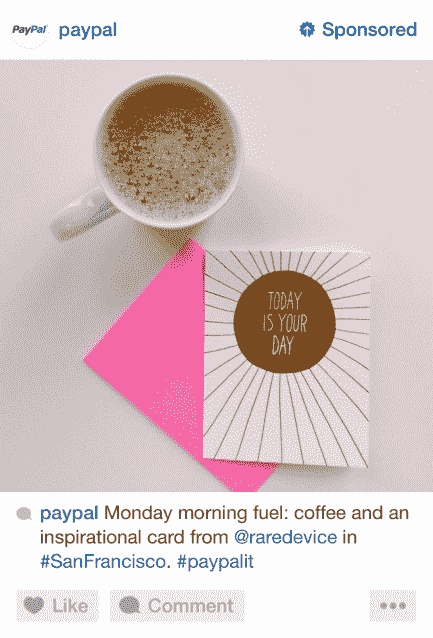 PayPal paypal Sponsored
TODAY
IS YOUR
DAY
paypal Monday morning fuel: coffee and an
inspirational card from @raredevice in
#SanFrancisco. #paypalit
Like Comment